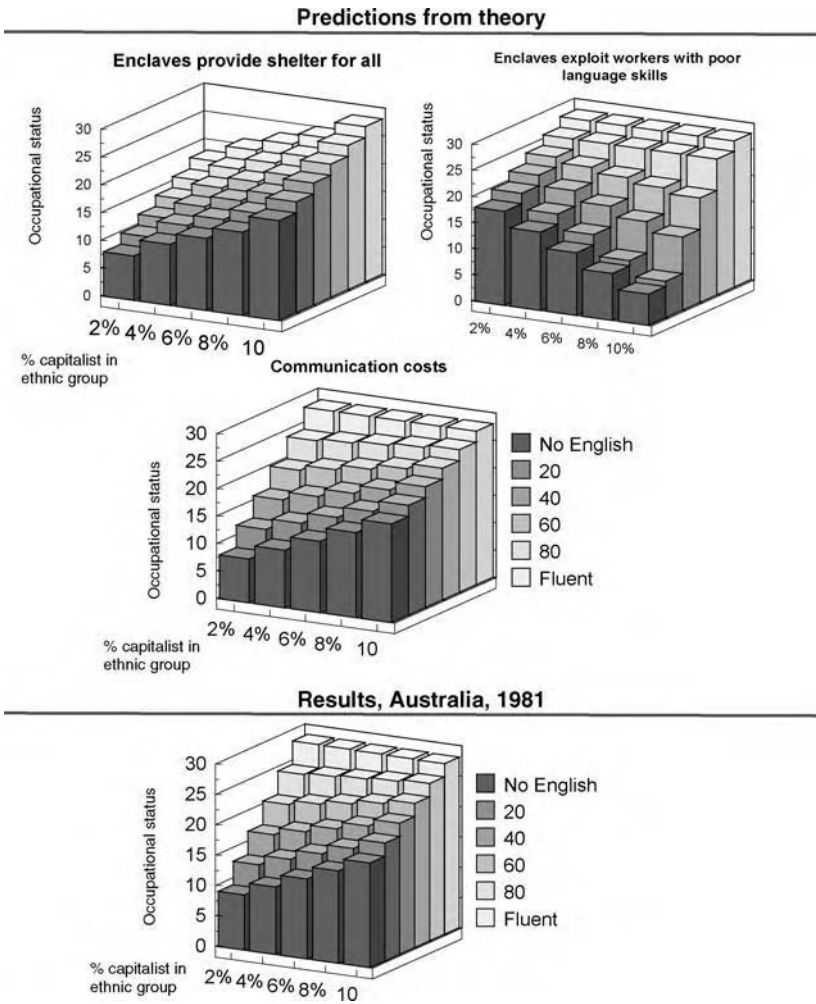 Predictions from theory
Enclaves provide shelter for all
Enclaves exploit workers with poor
language skills
Occupational status
30
25
20
15
10
5
0
2% 4% 6% 8% 10
% capitalist in
ethnic group
Occupational status
30
25
20
15
10
5
0
2% 4% 6% 8% 10%
Communication costs
Occupational status
30
25
20
15
10
5
0
2% 4% 6% 8% 10
% capitalist in
ethnic group
No English
20
40
60
80
Fluent
Results, Australia, 1981
Occupational status
30
25
20
15
10
5
0
2% 4% 6% 8% 10
% capitalist in
ethnic group
No English
20
40
60
80
Fluent